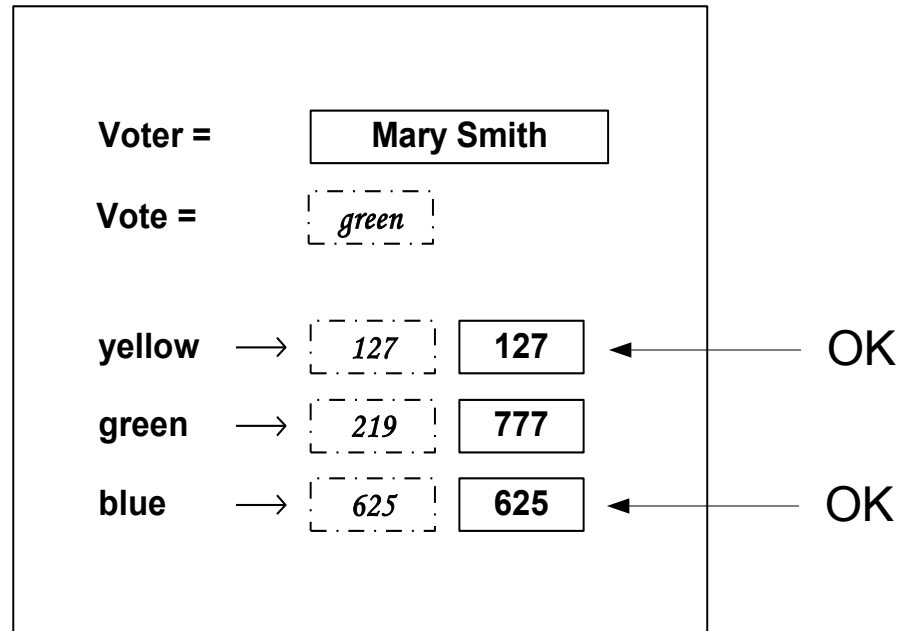 Voter = Mary Smith
Vote = green
yellow → 127 127 OK
green → 219 777
blue → 625 625 OK